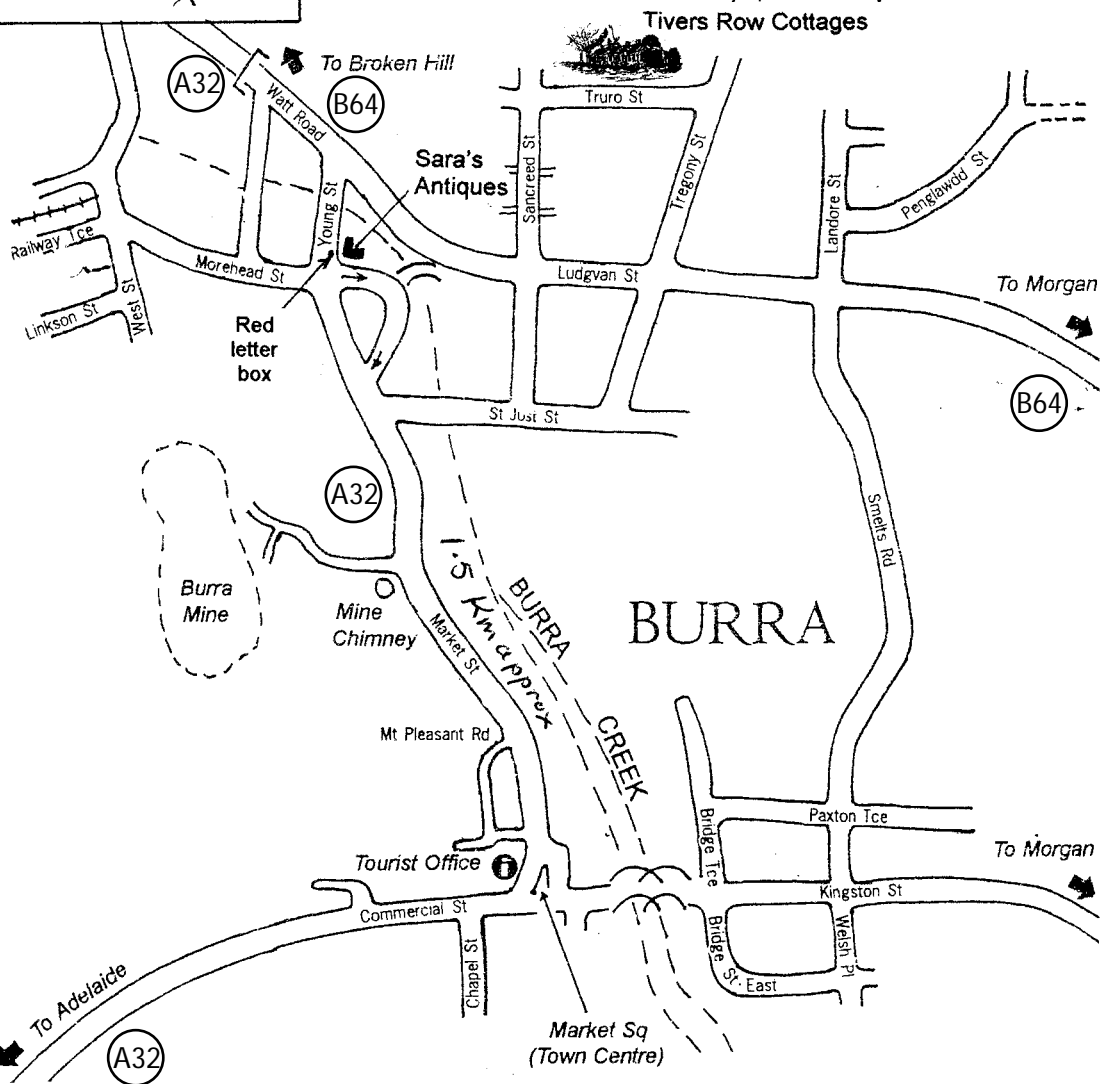 Tivers Row Cottages
To Broken Hill
A32
B64
Watt Road
Truro St
Sara's
Antiques
Sancreed St
Tregony St
Landore St
Penglawdd St
Young St
Railway Tce
Morehead St
Ludgvan St
To Morgan
Linkson St
West St
Red
letter
box
B64
St Just St
A32
Smelts Rd
Burra
Mine
Mine
Chimney
Market St
1.5 Km approx
BURRA
CREEK
BURRA
Mt Pleasant Rd
Bridge Tce
Paxton Tce
Tourist Office
i
To Morgan
Kingston St
Commercial St
Chapel St
Bridge St East
Welsh Pl
To Adelaide
Market Sq
(Town Centre)
A32